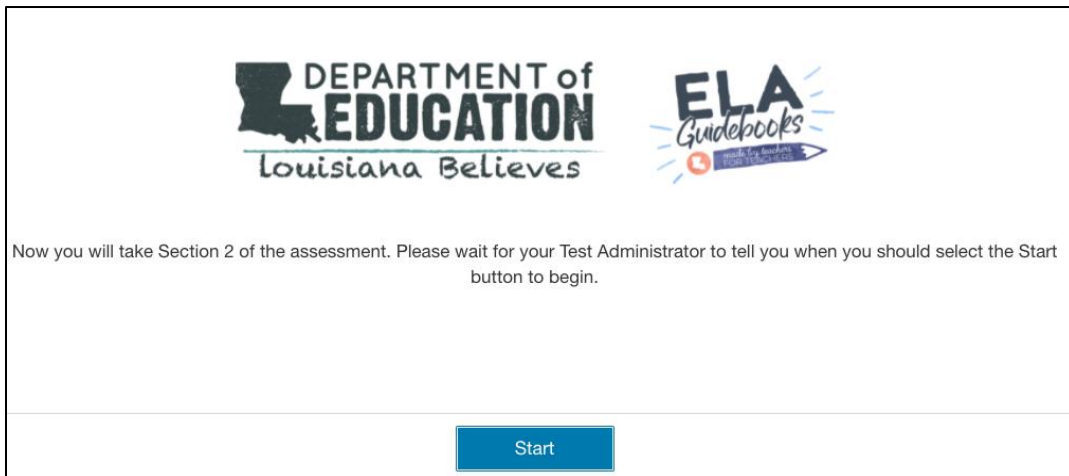 DEPARTMENT of
EDUCATION
Louisiana Believes
ELA
Guidebooks
made by teachers
FOR TEACHERS
Now you will take Section 2 of the assessment. Please wait for your Test Administrator to tell you when you should select the Start
button to begin.
Start